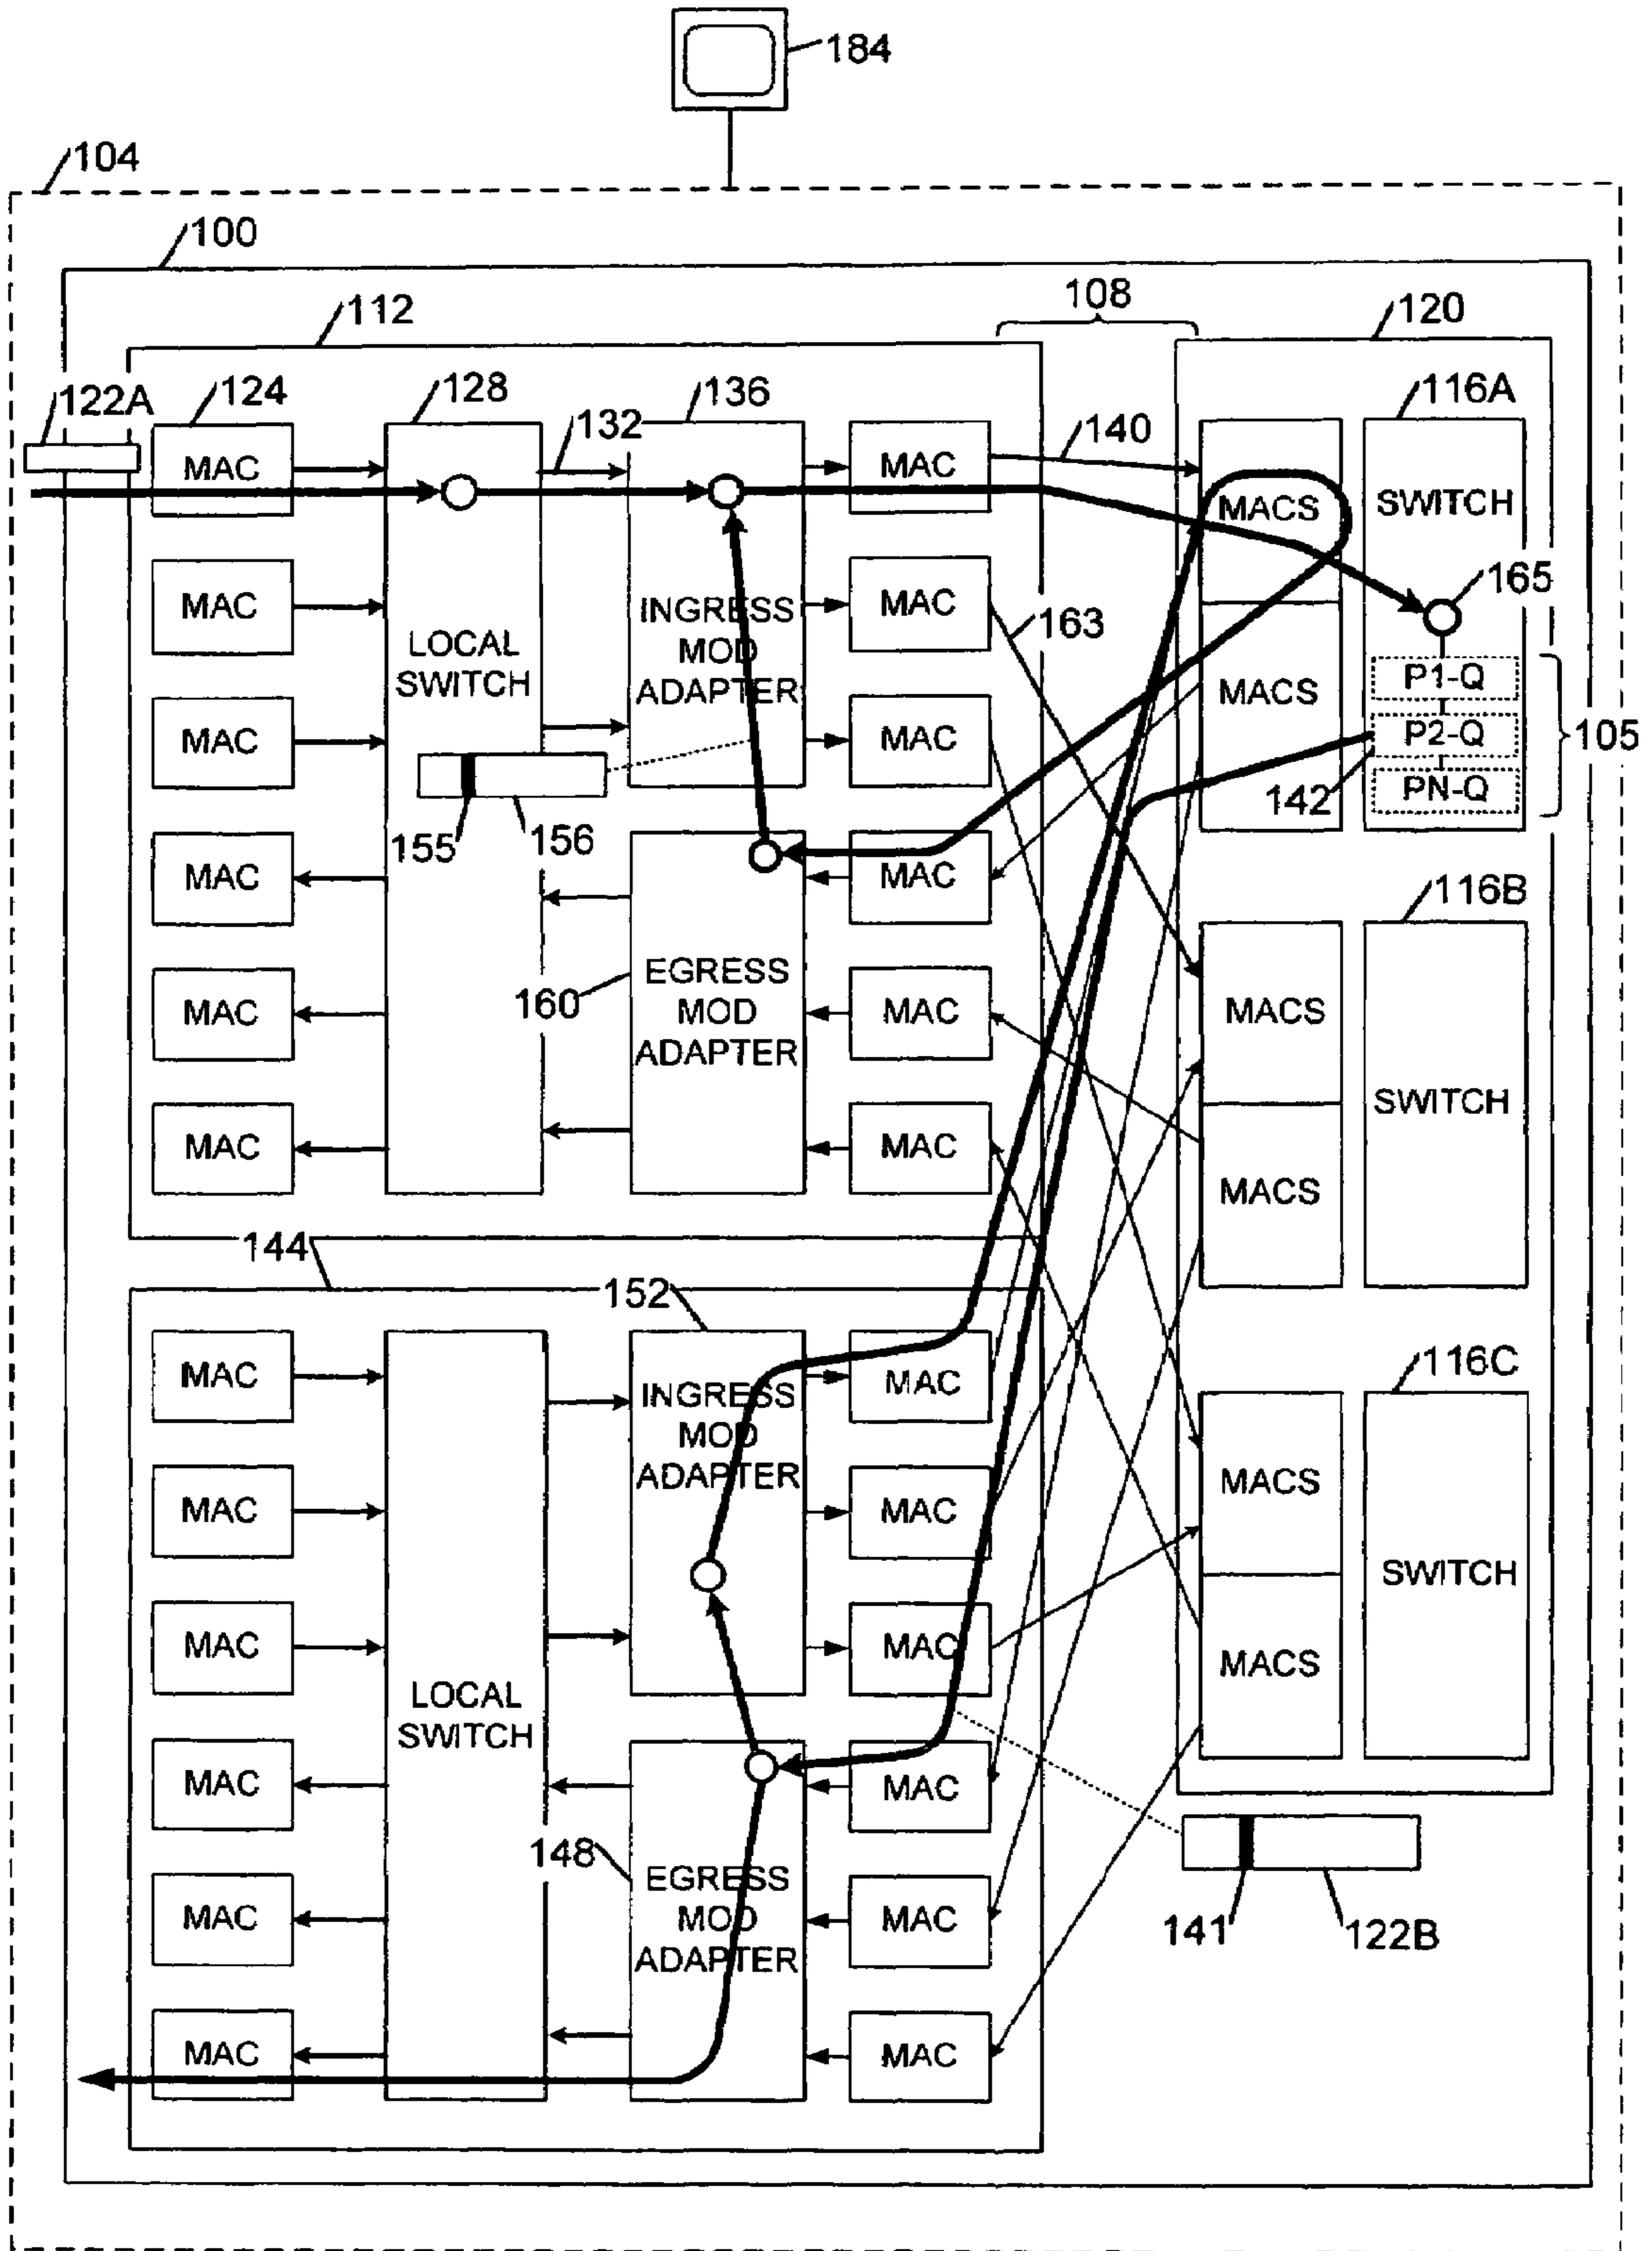 184
104
100
112
108
120
122A
124
128
132
136
140
116A
MAC
MAC
MACS
SWITCH
165
MAC
LOCAL
SWITCH
INGRESS
MOD
ADAPTER
MAC
163
MACS
P1-Q
P2-Q
PN-Q
105
142
MAC
MAC
155
156
MAC
MAC
116B
160
EGRESS
MOD
ADAPTER
MAC
MAC
MACS
SWITCH
MAC
MAC
MACS
144
152
116C
MAC
INGRESS
MOD
ADAPTER
MAC
MAC
MAC
MACS
SWITCH
MAC
MAC
MACS
LOCAL
SWITCH
MAC
MAC
148
EGRESS
MOD
ADAPTER
MAC
MAC
141
122B
MAC
MAC